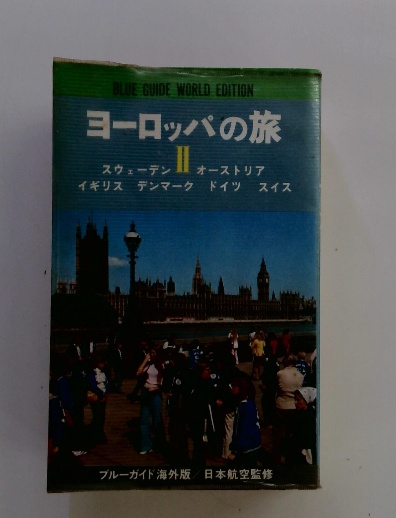 BLUE GUIDE WORLD EDITION
ヨーロッパの旅
II
スウェーデン オーストリア
イギリス デンマーク ドイツ スイス
ブルーガイド海外版 / 日本航空監修